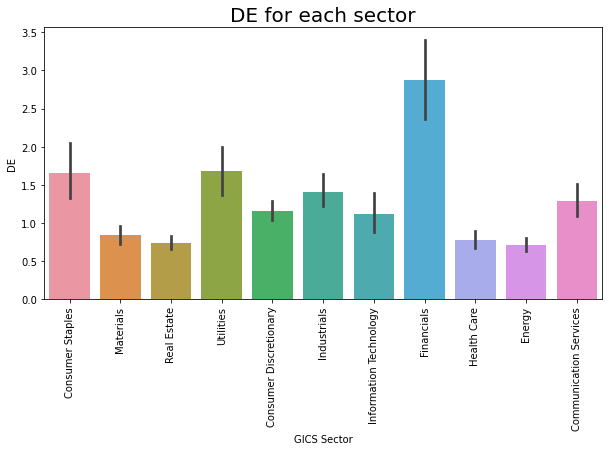 DE for each sector
3.5
3.0
2.5
2.0
1.5
1.0
0.5
0.0
DE
Consumer Staples
Materials
Real Estate
Utilities
Consumer Discretionary
Industrials
Information Technology
Financials
Health Care
Energy
Communication Services
GICS Sector